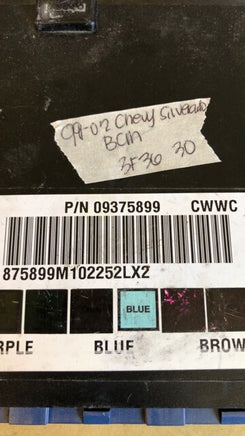 99-02 Chevy Silverado
BCM
3F36 30
P/N 09375899 CWWC
875899M102252LX2
BLUE
RPLE BLUE BROW